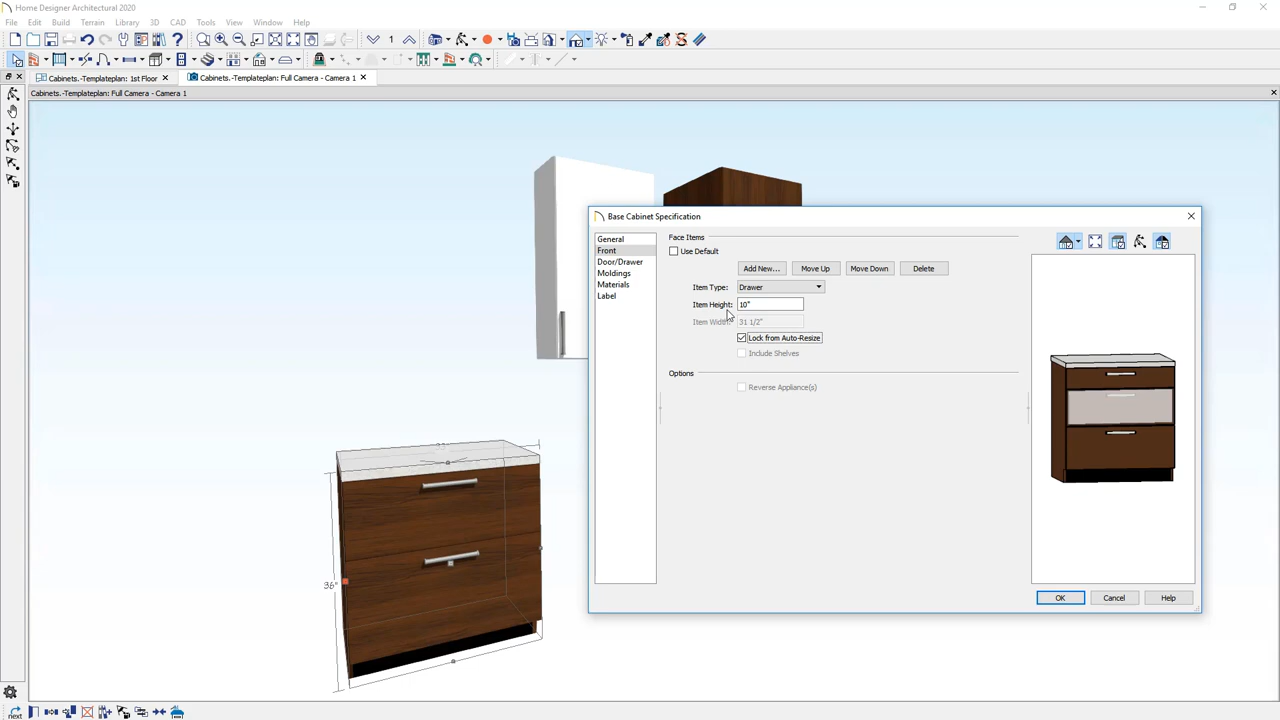 Home Designer Architectural 2020
File Edit Build Terrain Library 3D CAD Tools View Window Help
1
Cabinets.-Templateplan: 1st Floor
Cabinets.-Templateplan: Full Camera - Camera 1
Cabinets.-Templateplan: Full Camera - Camera 1
Base Cabinet Specification
General
Front
Door/Drawer
Moldings
Materials
Label
Face Items
Use Default
Add New... Move Up Move Down Delete
Item Type: Drawer
Item Height: 10"
Item Width: 31 1/2"
Lock from Auto-Resize
Include Shelves
Options
Reverse Appliance(s)
36"
OK Cancel Help
next